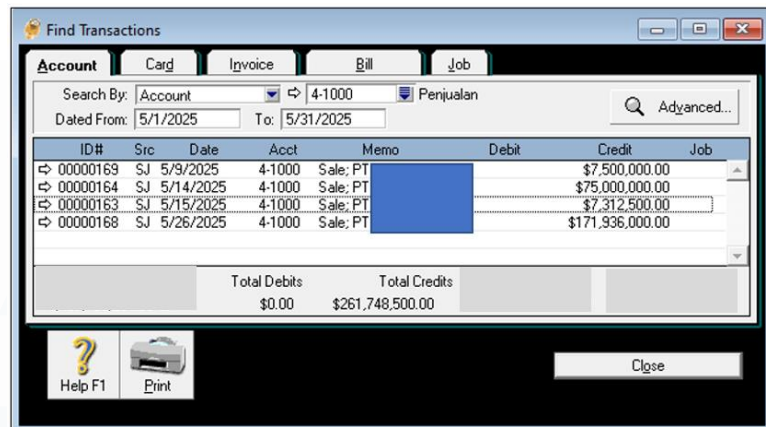 Find Transactions
Account Card Invoice Bill Job
Search By: Account 4-1000 Penjualan
Advanced...
Dated From: 5/1/2025 To: 5/31/2025
ID# Src Date Acct Memo Debit Credit Job
00000169 SJ 5/9/2025 4-1000 Sale; PT $7,500,000.00
00000164 SJ 5/14/2025 4-1000 Sale; PT $75,000,000.00
00000163 SJ 5/15/2025 4-1000 Sale; PT $7,312,500.00
00000168 SJ 5/26/2025 4-1000 Sale; PT $171,936,000.00
Total Debits Total Credits
$0.00 $261,748,500.00
Help F1 Print
Close